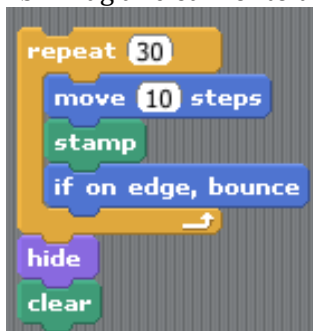 repeat 30
move 10 steps
stamp
if on edge, bounce
hide
clear